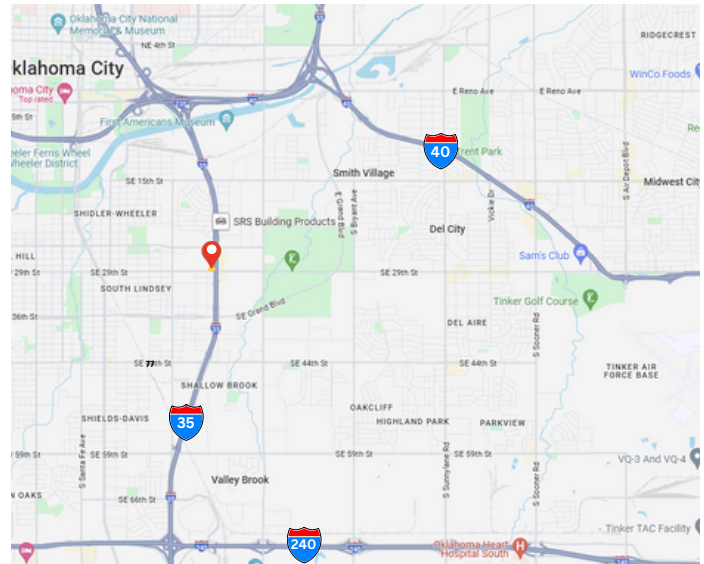 Oklahoma City National
Memorial & Museum
NE 4th St
RIDGECREST
klahoma City
WinCo Foods
oma City
Top rated
E Reno Ave
E Reno Ave
5th St
First Americans Museum
40
Trent Park
eeler Ferris Wheel
Wheeler District
S Air Depot Blvd
Smith Village
SE 15th St
Midwest City
SHIDLER-WHEELER
E Grand Blvd
S Bryant Ave
Vickie Dr
SRS Building Products
Del City
HILL
Sam's Club
29th St
SE 29th St
SE 29th St
SOUTH LINDSEY
Tinker Golf Course
SE Grand Blvd
36th St
DEL AIRE
S Sooner Rd
SE 77th St
SE 44th St
SE 44th St
TINKER AIR
FORCE BASE
SHALLOW BROOK
OAKCLIFF
35
SHIELDS-DAVIS
HIGHLAND PARK
PARKVIEW
S Santa Fe Ave
59th St
SE 59th St
SE 59th St
SE 59th St
VQ-3 And VQ-4
S Sunnylane Rd
S Sooner Rd
Valley Brook
N OAKS
SE 66th St
Tinker TAC Facility
240
Oklahoma Heart
Hospital South